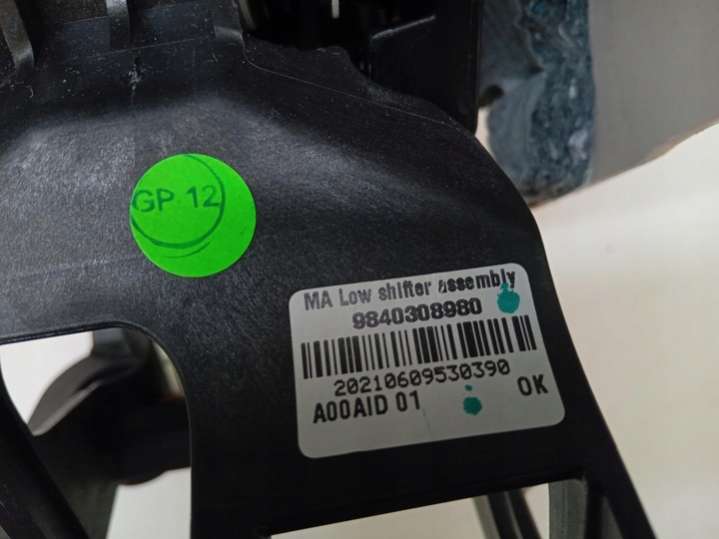 GP 12
MA Low shifter assembly
9840308980
20210609530390
A00AID 01
OK